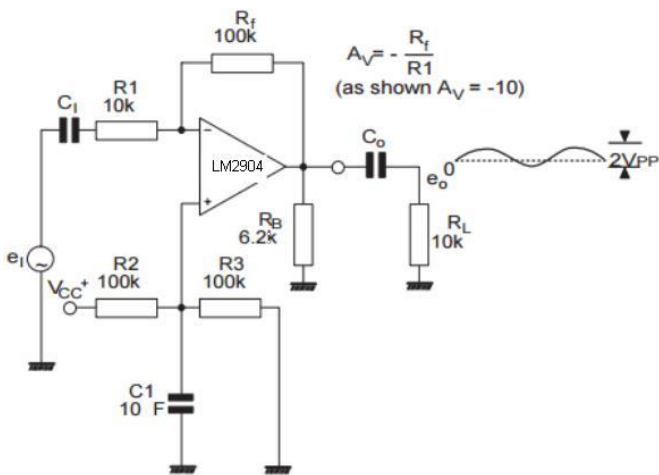 Rf
100k
AV = - Rf
R1
(as shown AV = -10)
R1
10k
CI
LM2904
-
+
Co
0
eo
2VPP
RB
6.2k
RL
10k
eI
~
VCC+
R2
100k
R3
100k
C1
10 F